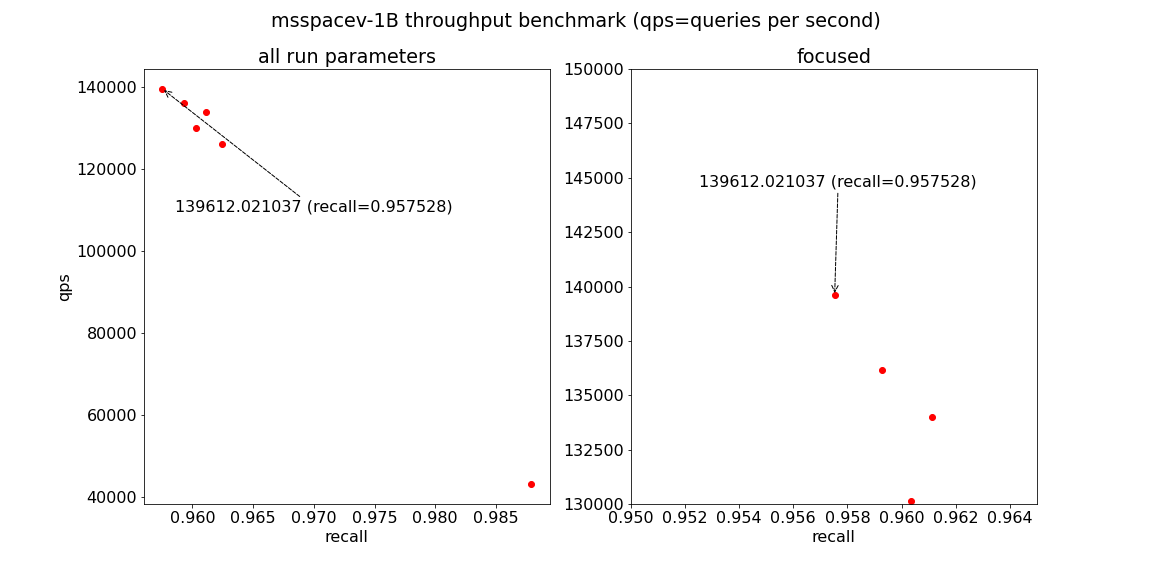 msspacev-1B throughput benchmark (qps=queries per second)
all run parameters
140000
120000
100000
80000
60000
40000
qps
139612.021037 (recall=0.957528)
0.960 0.965 0.970 0.975 0.980 0.985
recall
focused
150000
147500
145000
142500
140000
137500
135000
132500
130000
139612.021037 (recall=0.957528)
0.950 0.952 0.954 0.956 0.958 0.960 0.962 0.964
recall